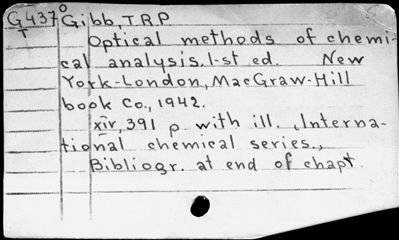 G437° Gibb, T.R.P.
T
Optical methods of chemi-
cal analysis. 1-st ed. New
York-London, MacGraw-Hill
book Co., 1942.
xiv, 391 p. with ill. (Interna-
tional chemical series.,
Bibliogr. at end of chapt.